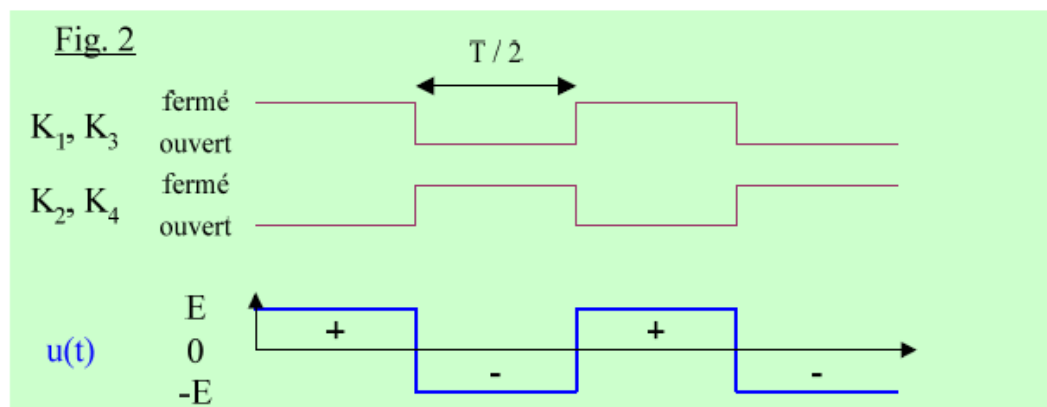 Fig. 2
T / 2
fermé
K1, K3
ouvert
fermé
K2, K4
ouvert
E
+ +
u(t) 0
- -
-E